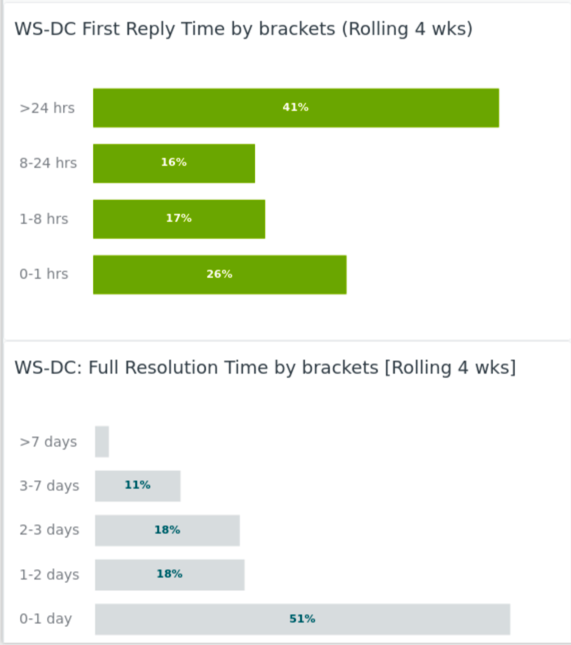 WS-DC First Reply Time by brackets (Rolling 4 wks)
>24 hrs 41%
8-24 hrs 16%
1-8 hrs 17%
0-1 hrs 26%
WS-DC: Full Resolution Time by brackets [Rolling 4 wks]
>7 days
3-7 days 11%
2-3 days 18%
1-2 days 18%
0-1 day 51%